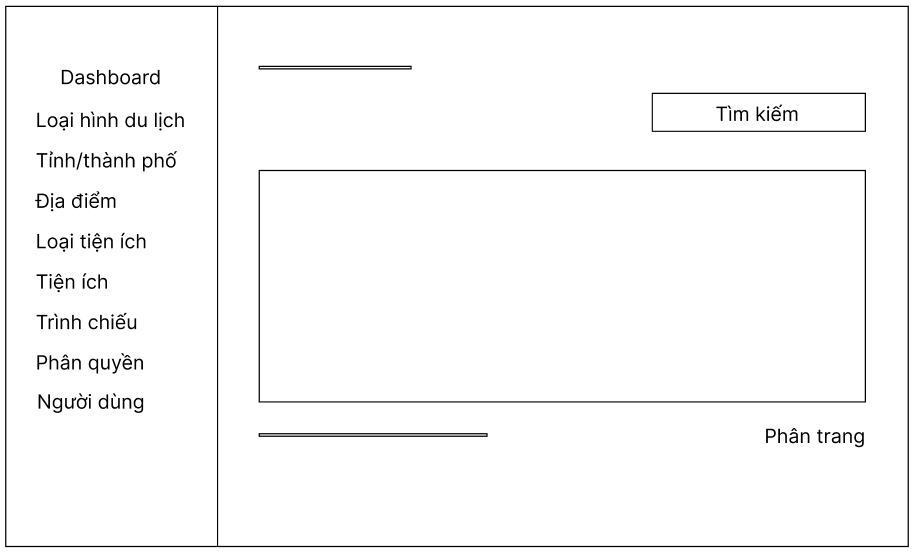 Dashboard
Loại hình du lịch
Tỉnh/thành phố
Địa điểm
Loại tiện ích
Tiện ích
Trình chiếu
Phân quyền
Người dùng
Tìm kiếm
Phân trang